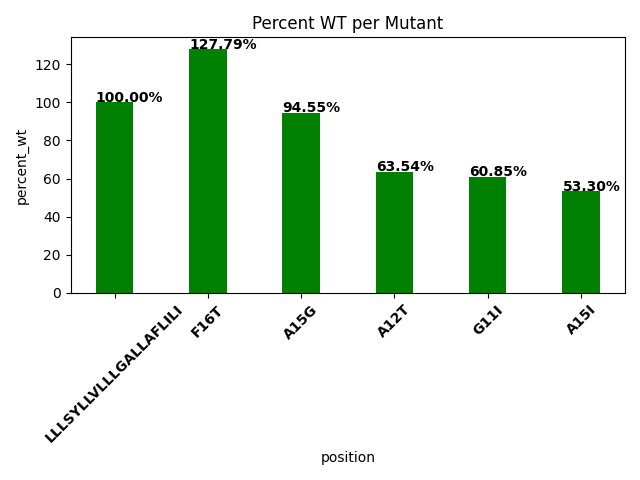 Percent WT per Mutant
percent_wt
0
20
40
60
80
100
120
100.00%
127.79%
94.55%
63.54%
60.85%
53.30%
LLLSYLLVLLLGALLAFLILI
F16T
A15G
A12T
G11I
A15I
position